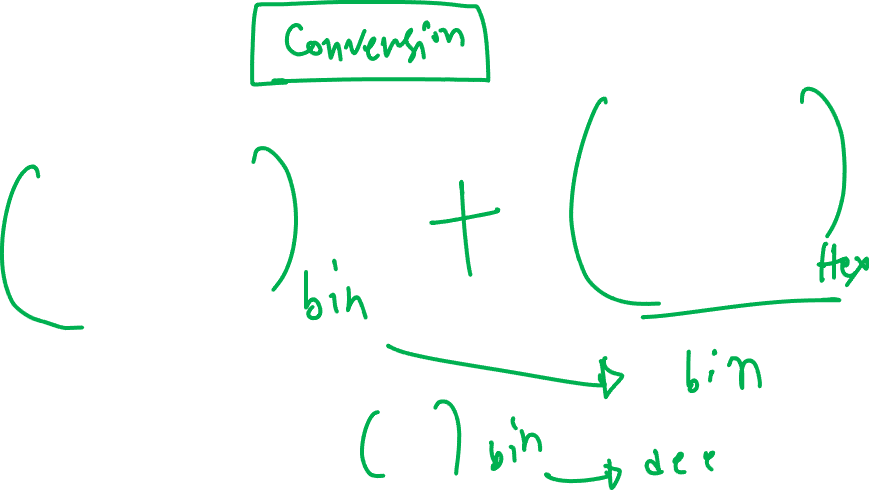 Conversion
( )bin + ( )Hex
bin
( )bin → dec